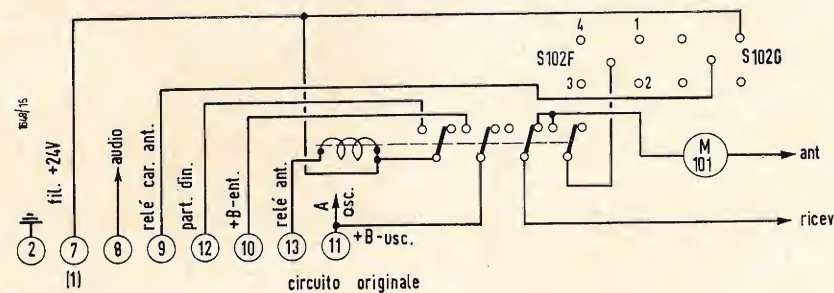 4
1
S102F
S102G
3
2
1648/15
fil. +24V
audio
relé car. ant.
part. din.
+B-ent.
relé ant.
A
osc.
+B-usc.
M
101
ant
ricev
2
7
8
9
12
10
13
11
(1)
circuito originale